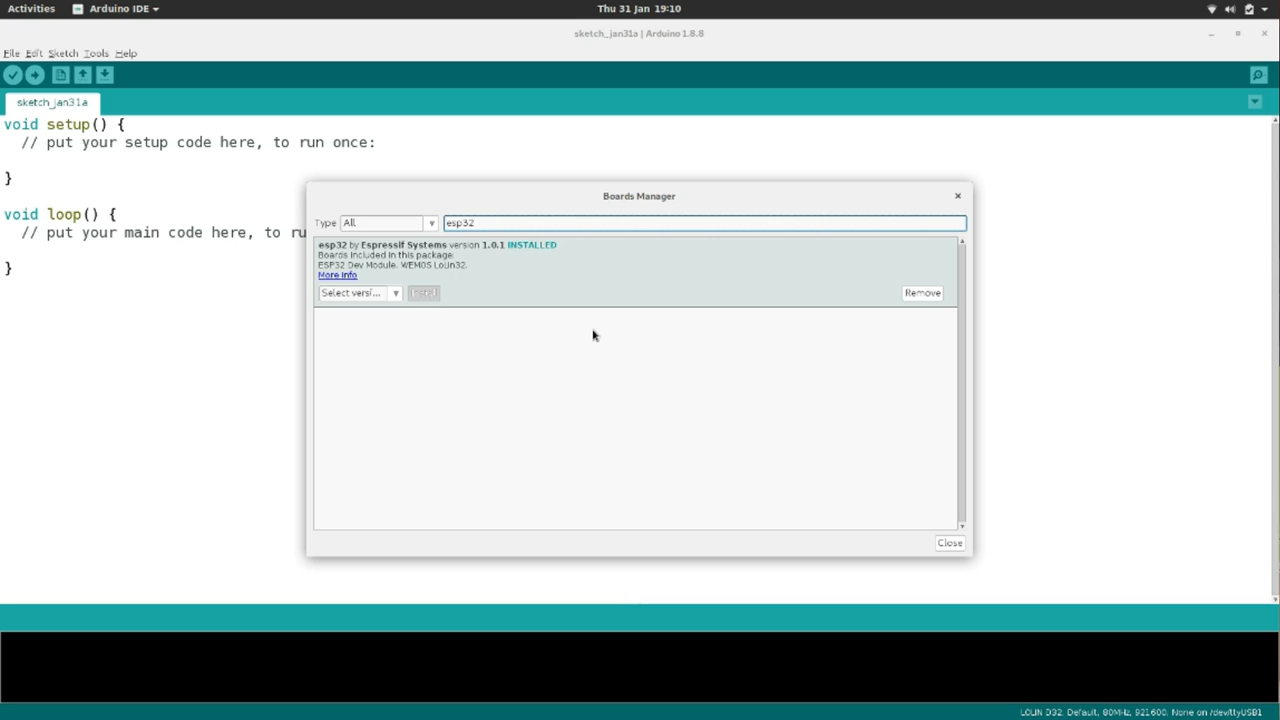 Activities Arduino IDE Thu 31 Jan 19:10
sketch_jan31a | Arduino 1.8.8
File Edit Sketch Tools Help
sketch_jan31a
void setup() {
// put your setup code here, to run once:
}
void loop() {
// put your main code here, to ru
}
Boards Manager
Type All esp32
esp32 by Espressif Systems version 1.0.1 INSTALLED
Boards included in this package:
ESP32 Dev Module, WEMOS LoLin32.
More info
Select versi... Install Remove
Close
LOLIN D32, Default, 80MHz, 921600, None on /dev/ttyUSB1